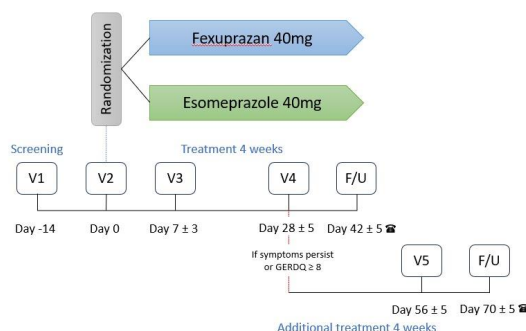 Randomization
Fexuprazan 40mg
Esomeprazole 40mg
Screening
Treatment 4 weeks
V1
V2
V3
V4
F/U
Day -14
Day 0
Day 7 ± 3
Day 28 ± 5
Day 42 ± 5 ☎
If symptoms persist
or GERDQ ≥ 8
V5
F/U
Day 56 ± 5
Day 70 ± 5 ☎
Additional treatment 4 weeks